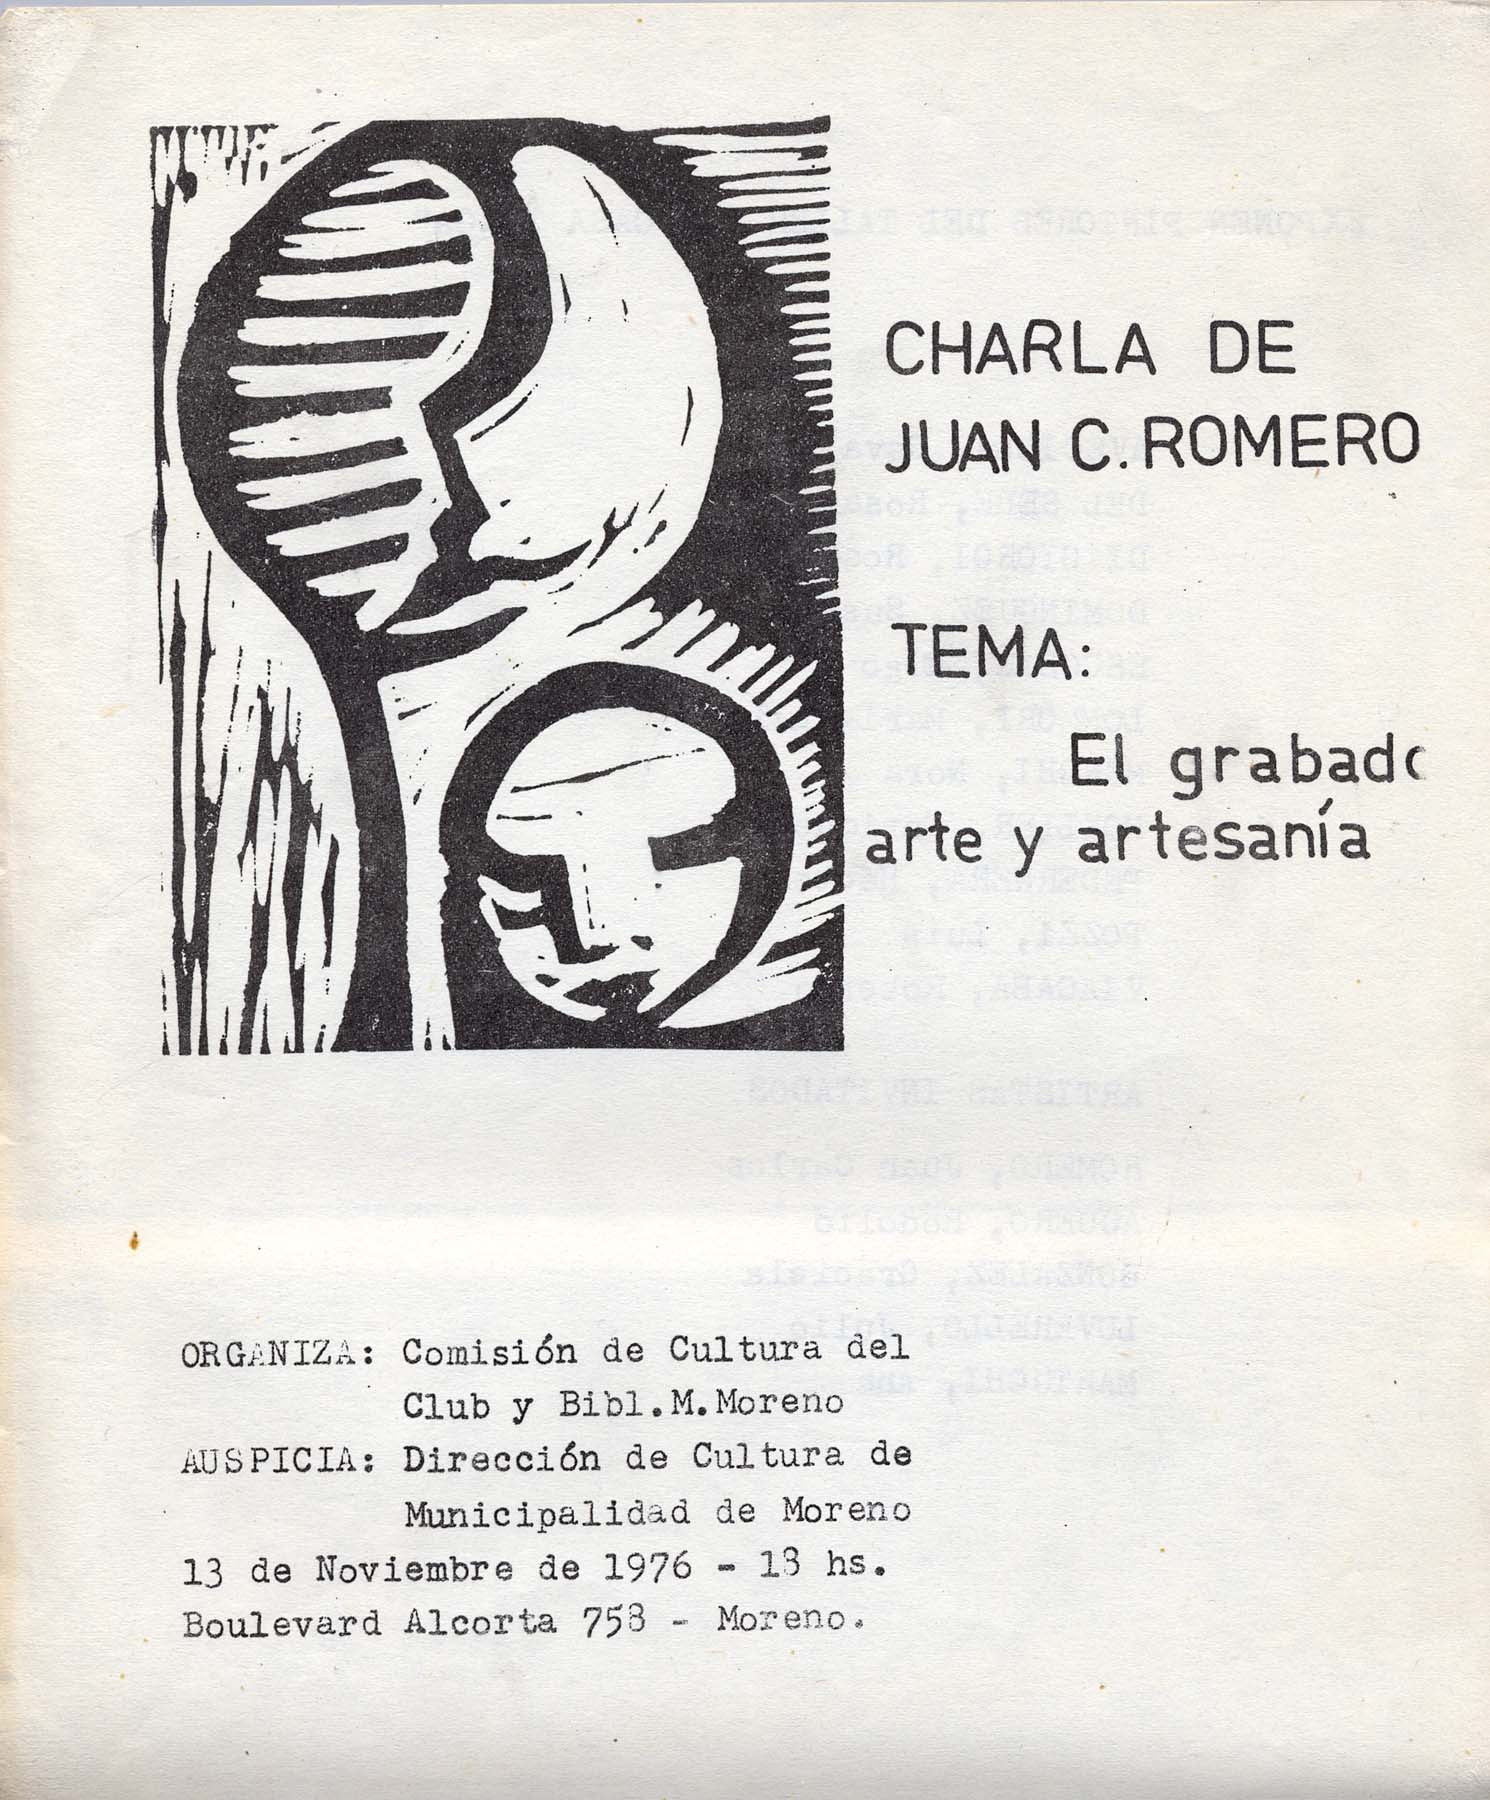 CHARLA DE
JUAN C. ROMERO
TEMA:
El grabado
arte y artesanía
ORGANIZA: Comisión de Cultura del
Club y Bibl.M.Moreno
AUSPICIA: Dirección de Cultura de
Municipalidad de Moreno
13 de Noviembre de 1976 - 18 hs.
Boulevard Alcorta 758 - Moreno.